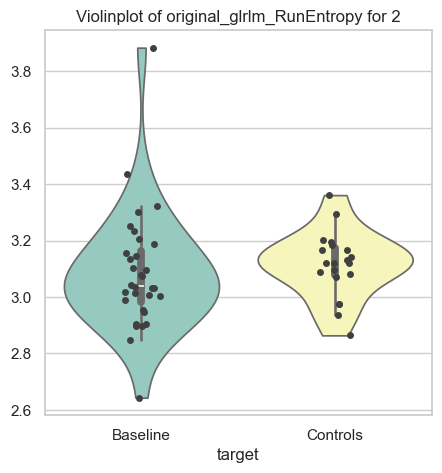 Violinplot of original_glrlm_RunEntropy for 2
3.8
3.6
3.4
3.2
3.0
2.8
2.6
Baseline Controls
target